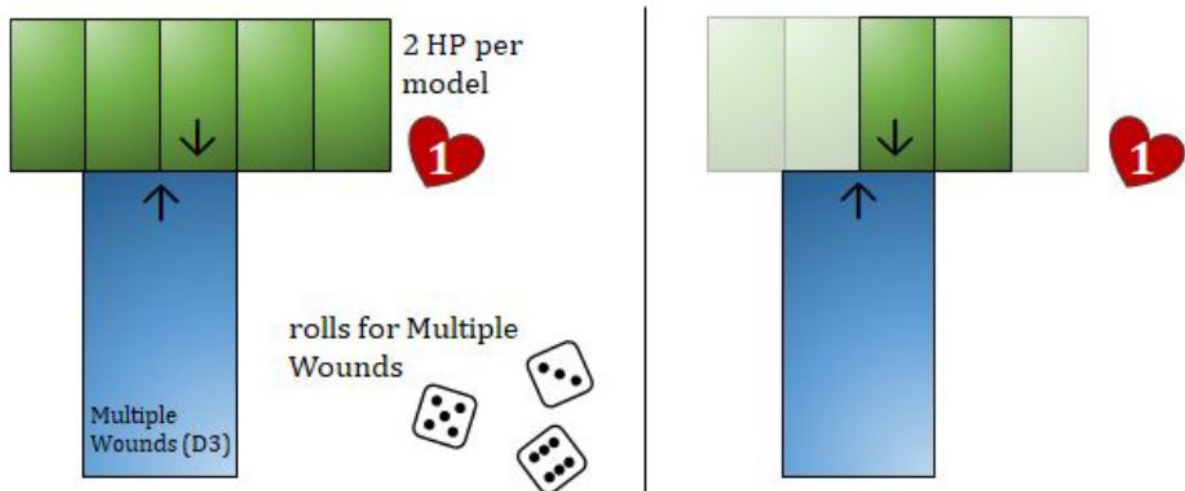 2 HP per
model
1
rolls for Multiple
Wounds
Multiple
Wounds (D3)
1